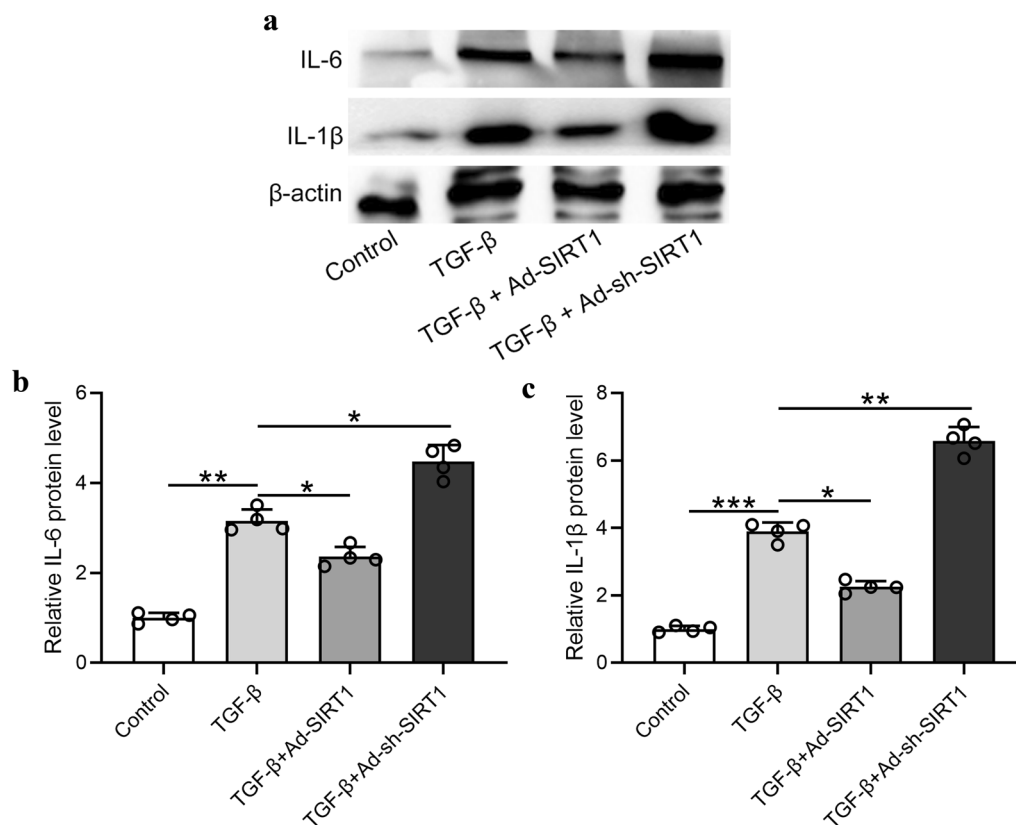 a
IL-6
IL-1β
β-actin
Control
TGF-β
TGF-β + Ad-SIRT1
TGF-β + Ad-sh-SIRT1
b
Relative IL-6 protein level
6
4
2
0
**
*
*
Control
TGF-β
TGF-β+Ad-SIRT1
TGF-β+Ad-sh-SIRT1
c
Relative IL-1β protein level
8
6
4
2
0
***
*
**
Control
TGF-β
TGF-β+Ad-SIRT1
TGF-β+Ad-sh-SIRT1